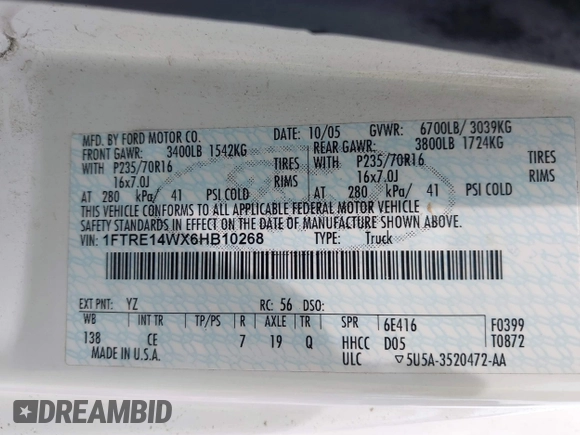 MFD. BY FORD MOTOR CO.
DATE: 10/05 GVWR: 6700LB/ 3039KG
FRONT GAWR: 3400LB 1542KG
REAR GAWR: 3800LB 1724KG
WITH P235/70R16 TIRES
WITH P235/70R16 TIRES
16x7.0J RIMS
16x7.0J RIMS
AT 280 kPa/ 41 PSI COLD
AT 280 kPa/ 41 PSI COLD
THIS VEHICLE CONFORMS TO ALL APPLICABLE FEDERAL MOTOR VEHICLE
SAFETY STANDARDS IN EFFECT ON THE DATE OF MANUFACTURE SHOWN ABOVE.
VIN: 1FTRE14WX6HB10268 TYPE: Truck
EXT PNT: YZ RC: 56 DSO:
WB INT TR TP/PS R AXLE TR SPR 6E416 F0399
138 CE 7 19 Q HHCC D05 T0872
MADE IN U.S.A. ULC 5U5A-3520472-AA
DREAMBID